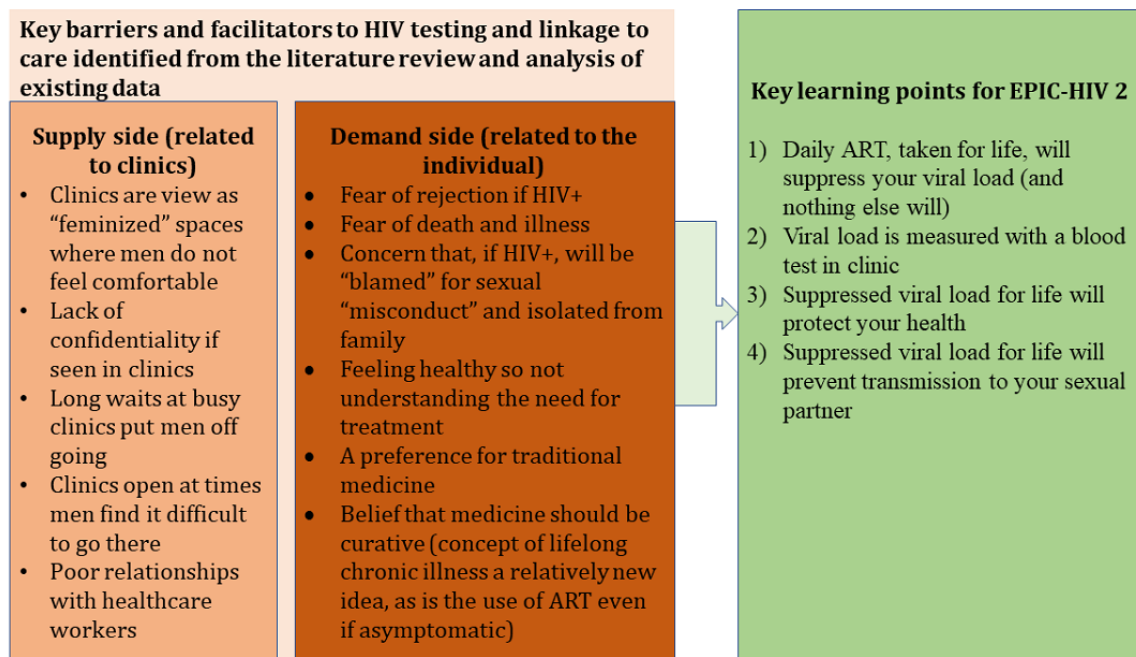 Key barriers and facilitators to HIV testing and linkage to
care identified from the literature review and analysis of
existing data
Supply side (related
to clinics)
• Clinics are view as
“feminized” spaces
where men do not
feel comfortable
• Lack of
confidentiality if
seen in clinics
• Long waits at busy
clinics put men off
going
• Clinics open at times
men find it difficult
to go there
• Poor relationships
with healthcare
workers
Demand side (related to the
individual)
• Fear of rejection if HIV+
• Fear of death and illness
• Concern that, if HIV+, will be
“blamed” for sexual
“misconduct” and isolated from
family
• Feeling healthy so not
understanding the need for
treatment
• A preference for traditional
medicine
• Belief that medicine should be
curative (concept of lifelong
chronic illness a relatively new
idea, as is the use of ART even
if asymptomatic)
Key learning points for EPIC-HIV 2
1) Daily ART, taken for life, will
suppress your viral load (and
nothing else will)
2) Viral load is measured with a blood
test in clinic
3) Suppressed viral load for life will
protect your health
4) Suppressed viral load for life will
prevent transmission to your sexual
partner